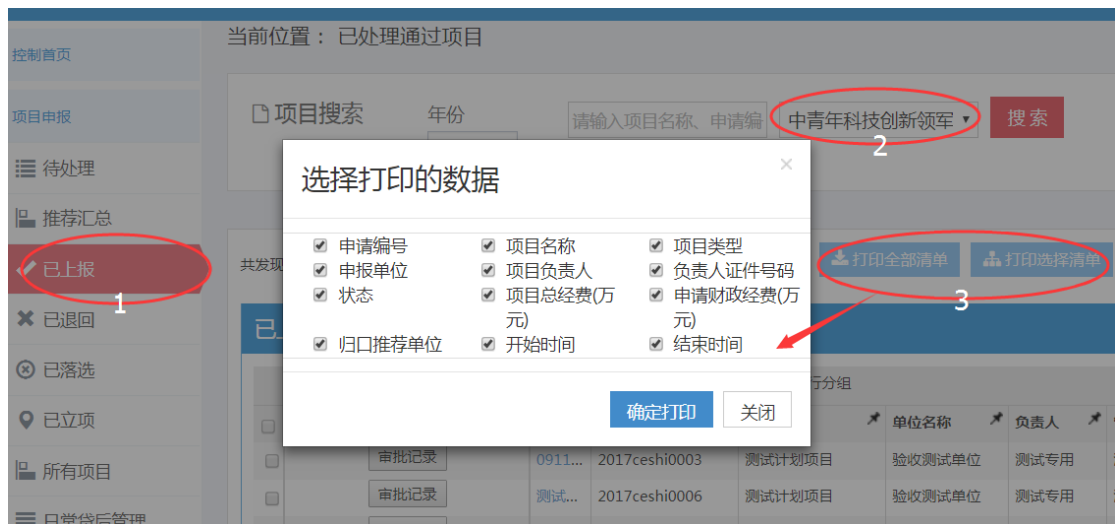 当前位置： 已处理通过项目
控制首页
项目申报
待处理
推荐汇总
已上报
1
已退回
已落选
已立项
所有项目
日常贷后管理
项目搜索
年份
请输入项目名称、申请编
中青年科技创新领军
2
搜索
共发现
打印全部清单
打印选择清单
3
选择打印的数据
×
申请编号 项目名称 项目类型
申报单位 项目负责人 负责人证件号码
状态 项目总经费(万元) 申请财政经费(万元)
归口推荐单位 开始时间 结束时间
确定打印 关闭
行分组
单位名称 负责人
审批记录 0911... 2017ceshi0003 测试计划项目 验收测试单位 测试专用
审批记录 测试... 2017ceshi0006 测试计划项目 验收测试单位 测试专用